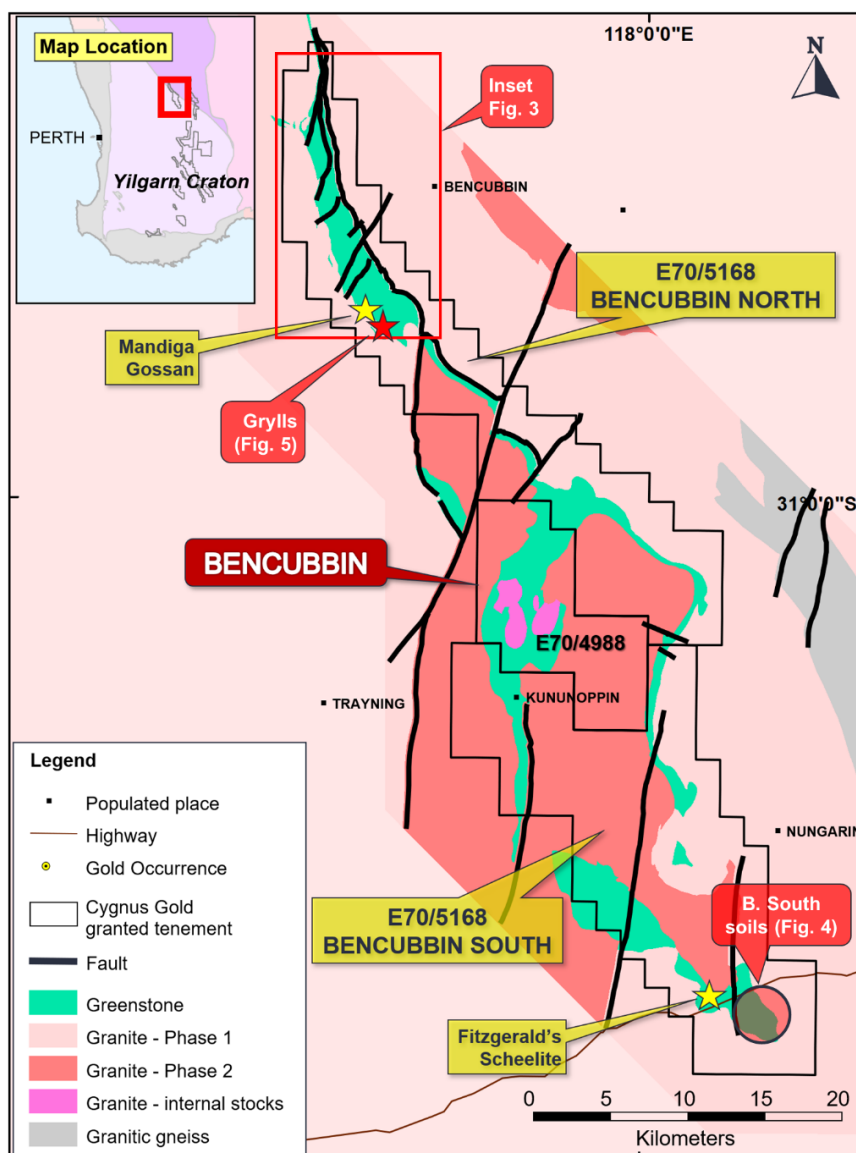 Map Location
PERTH
Yilgarn Craton
118°0'0"E
N
Inset
Fig. 3
BENCUBBIN
E70/5168
BENCUBBIN NORTH
Mandiga
Gossan
Grylls
(Fig. 5)
31°0'0"S
BENCUBBIN
E70/4988
TRAYNING
KUNUNOPPIN
NUNGARIN
E70/5168
BENCUBBIN SOUTH
B. South
soils (Fig. 4)
Fitzgerald's
Scheelite
Legend
Populated place
Highway
Gold Occurrence
Cygnus Gold
granted tenement
Fault
Greenstone
Granite - Phase 1
Granite - Phase 2
Granite - internal stocks
Granitic gneiss
0 5 10 15 20
Kilometers